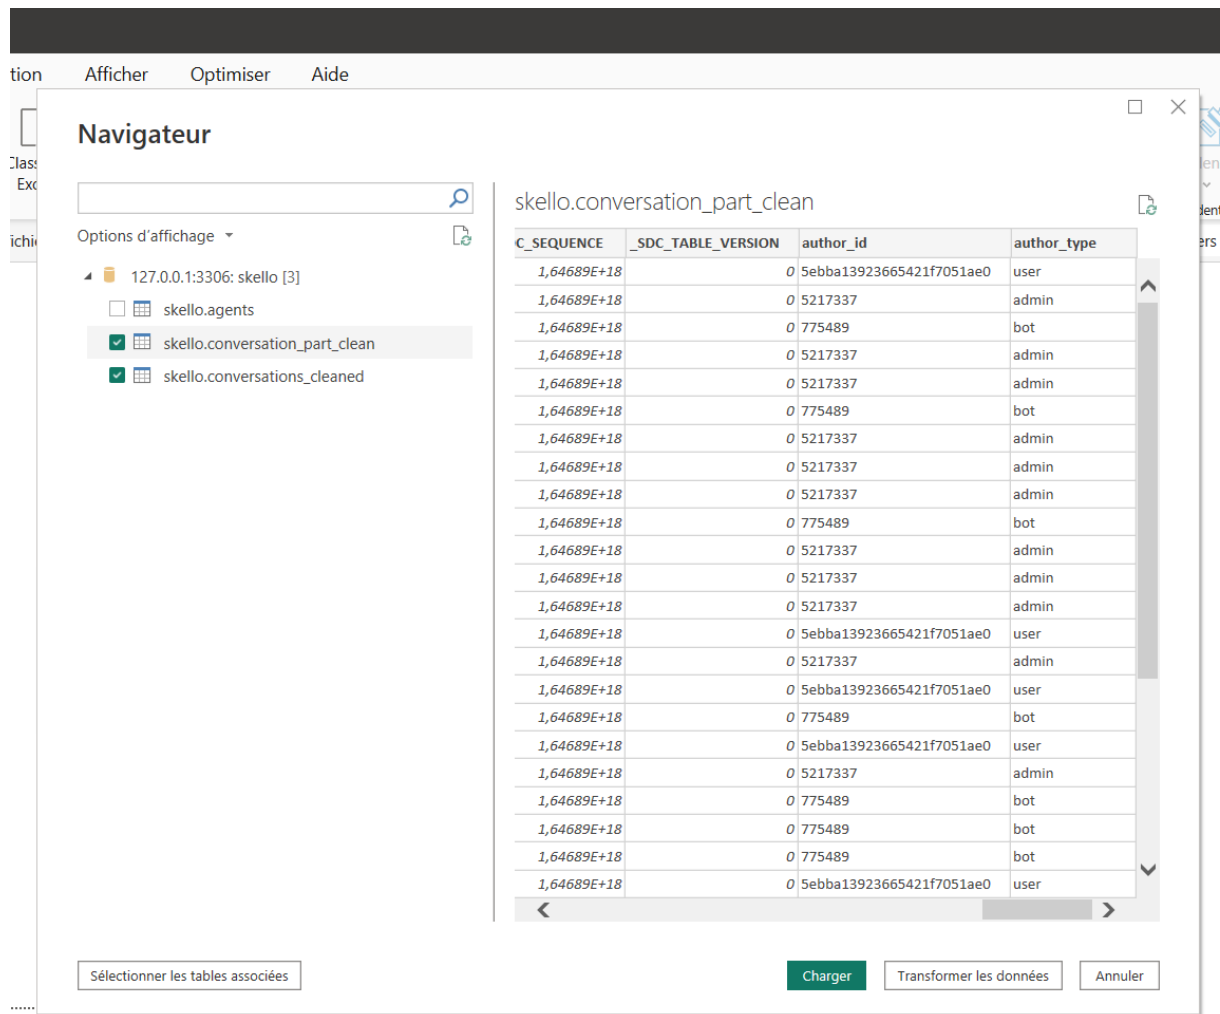 tion Afficher Optimiser Aide
Navigateur
Class
Exc
ichi
Options d'affichage
127.0.0.1:3306: skello [3]
skello.agents
skello.conversation_part_clean
skello.conversations_cleaned
skello.conversation_part_clean
C_SEQUENCE _SDC_TABLE_VERSION author_id author_type
1,64689E+18 0 5ebba13923665421f7051ae0 user
1,64689E+18 0 5217337 admin
1,64689E+18 0 775489 bot
1,64689E+18 0 5217337 admin
1,64689E+18 0 5217337 admin
1,64689E+18 0 775489 bot
1,64689E+18 0 5217337 admin
1,64689E+18 0 5217337 admin
1,64689E+18 0 5217337 admin
1,64689E+18 0 775489 bot
1,64689E+18 0 5217337 admin
1,64689E+18 0 5217337 admin
1,64689E+18 0 5217337 admin
1,64689E+18 0 5ebba13923665421f7051ae0 user
1,64689E+18 0 5217337 admin
1,64689E+18 0 5ebba13923665421f7051ae0 user
1,64689E+18 0 775489 bot
1,64689E+18 0 5ebba13923665421f7051ae0 user
1,64689E+18 0 5217337 admin
1,64689E+18 0 775489 bot
1,64689E+18 0 775489 bot
1,64689E+18 0 775489 bot
1,64689E+18 0 5ebba13923665421f7051ae0 user
len
dent
ers
Sélectionner les tables associées Charger Transformer les données Annuler